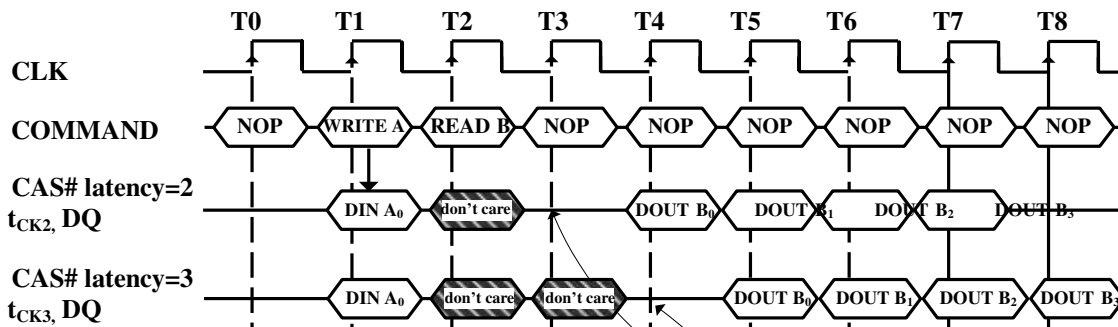 T0 T1 T2 T3 T4 T5 T6 T7 T8
CLK
COMMAND NOP WRITE A READ B NOP NOP NOP NOP NOP NOP
CAS# latency=2
tCK2, DQ DIN A0 don't care DOUT B0 DOUT B1 DOUT B2 DOUT B3
CAS# latency=3
tCK3, DQ DIN A0 don't care don't care DOUT B0 DOUT B1 DOUT B2 DOUT B3